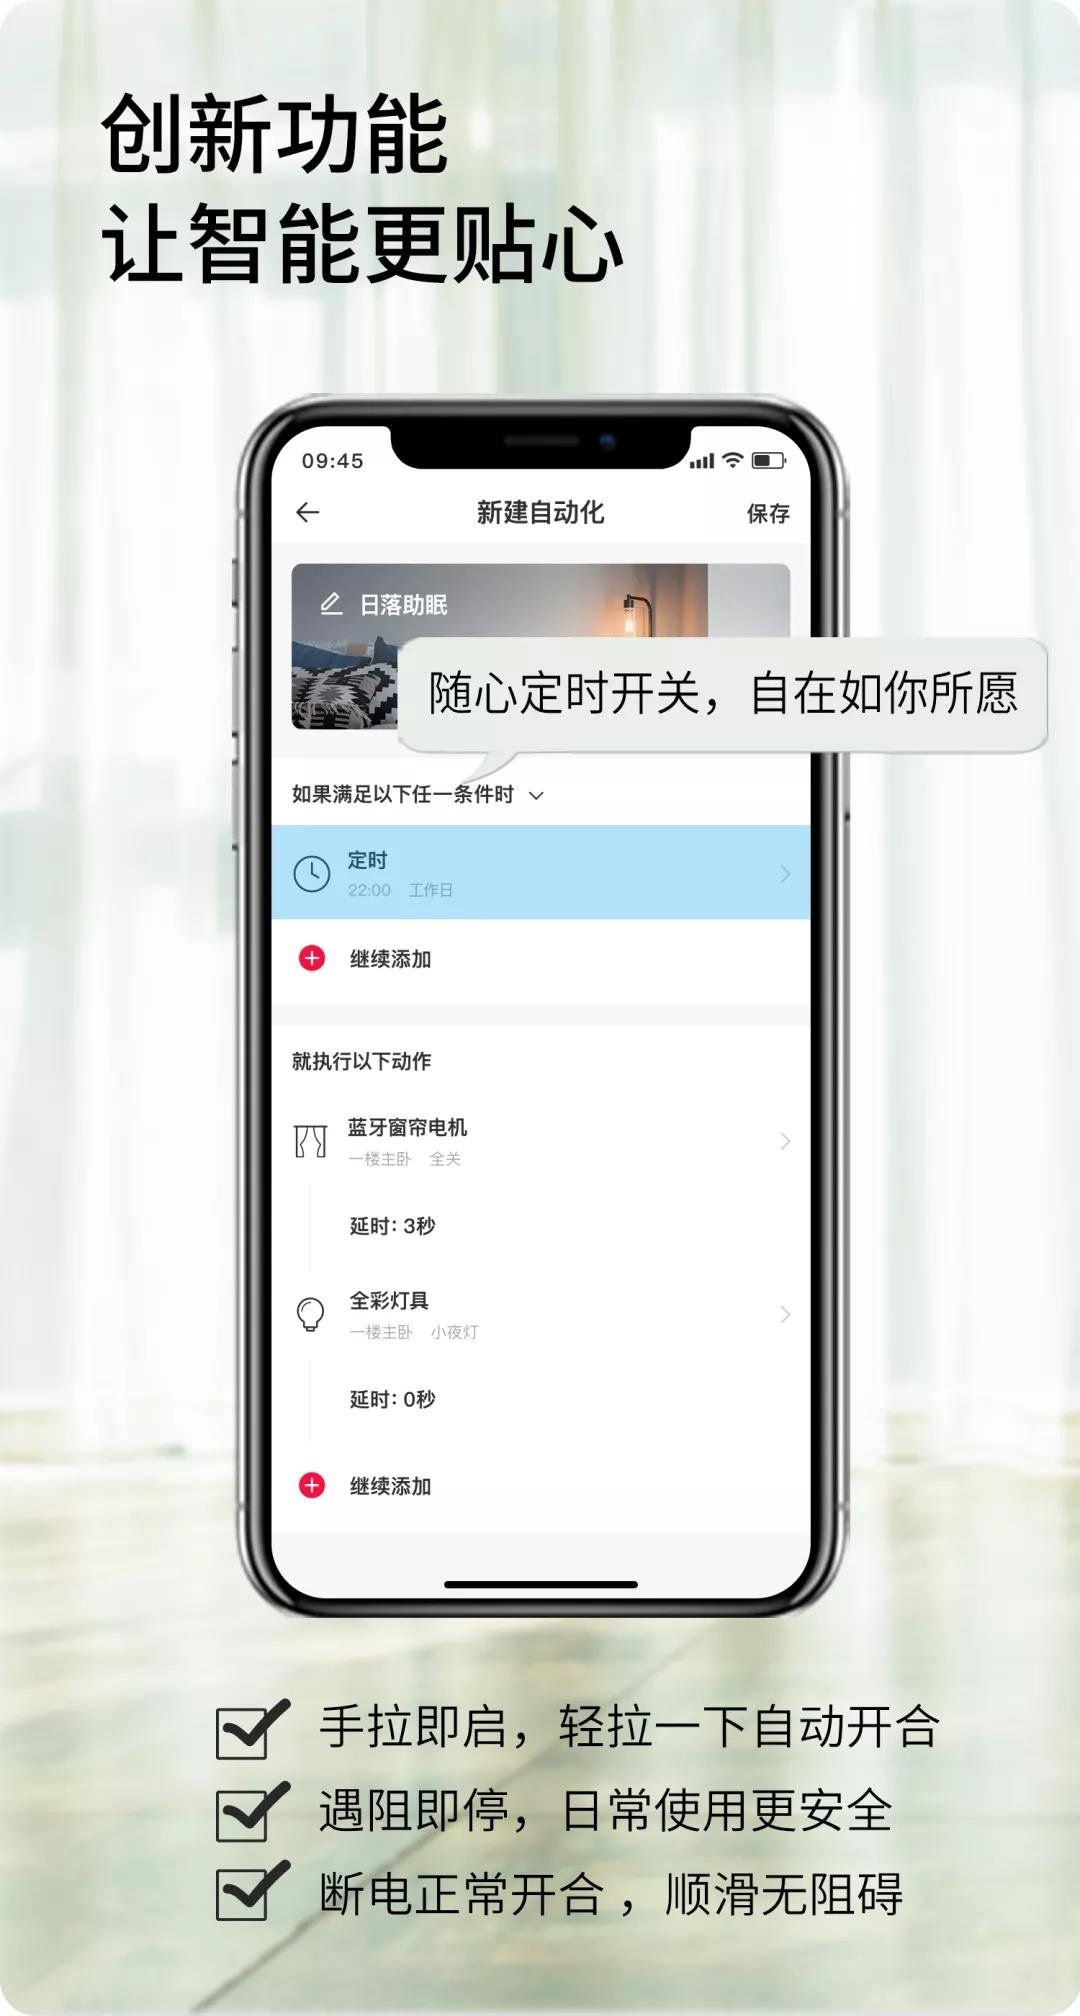 创新功能
让智能更贴心
09:45
新建自动化
保存
日落助眠
随心定时开关，自在如你所愿
如果满足以下任一条件时
定时
22:00 工作日
继续添加
就执行以下动作
蓝牙窗帘电机
一楼主卧 全关
延时: 3秒
全彩灯具
一楼主卧 小夜灯
延时: 0秒
继续添加
手拉即启，轻拉一下自动开合
遇阻即停，日常使用更安全
断电正常开合，顺滑无阻碍